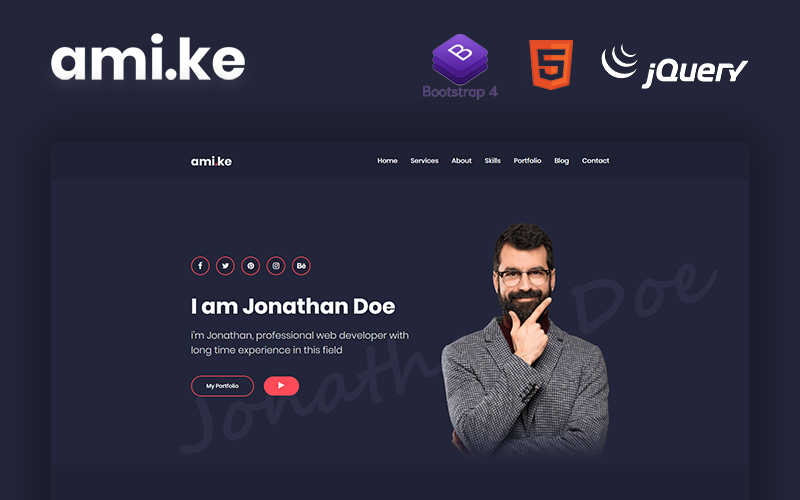 ami.ke
Bootstrap 4
5
jQuery
ami.ke
Home Services About Skills Portfolio Blog Contact
Bē
I am Jonathan Doe
i'm Jonathan, professional web developer with
long time experience in this field
My Portfolio
Jonathan Doe